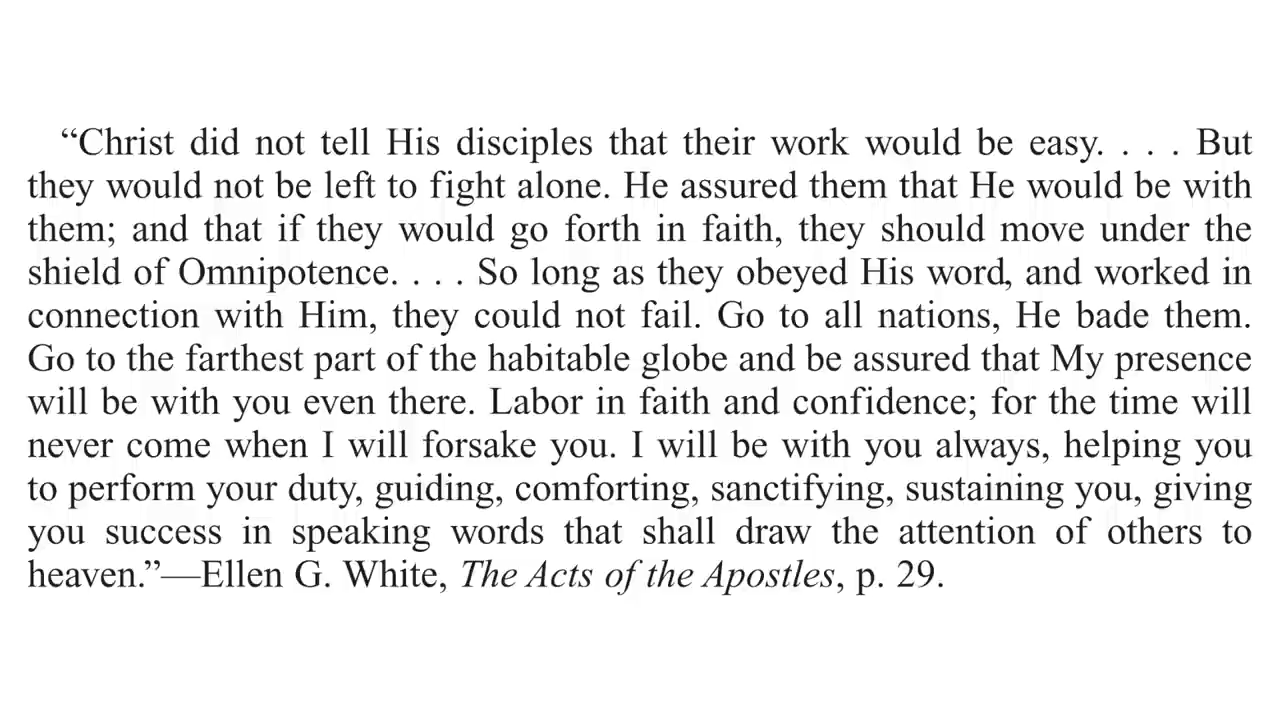 “Christ did not tell His disciples that their work would be easy. . . . But
they would not be left to fight alone. He assured them that He would be with
them; and that if they would go forth in faith, they should move under the
shield of Omnipotence. . . . So long as they obeyed His word, and worked in
connection with Him, they could not fail. Go to all nations, He bade them.
Go to the farthest part of the habitable globe and be assured that My presence
will be with you even there. Labor in faith and confidence; for the time will
never come when I will forsake you. I will be with you always, helping you
to perform your duty, guiding, comforting, sanctifying, sustaining you, giving
you success in speaking words that shall draw the attention of others to
heaven.”—Ellen G. White, The Acts of the Apostles, p. 29.